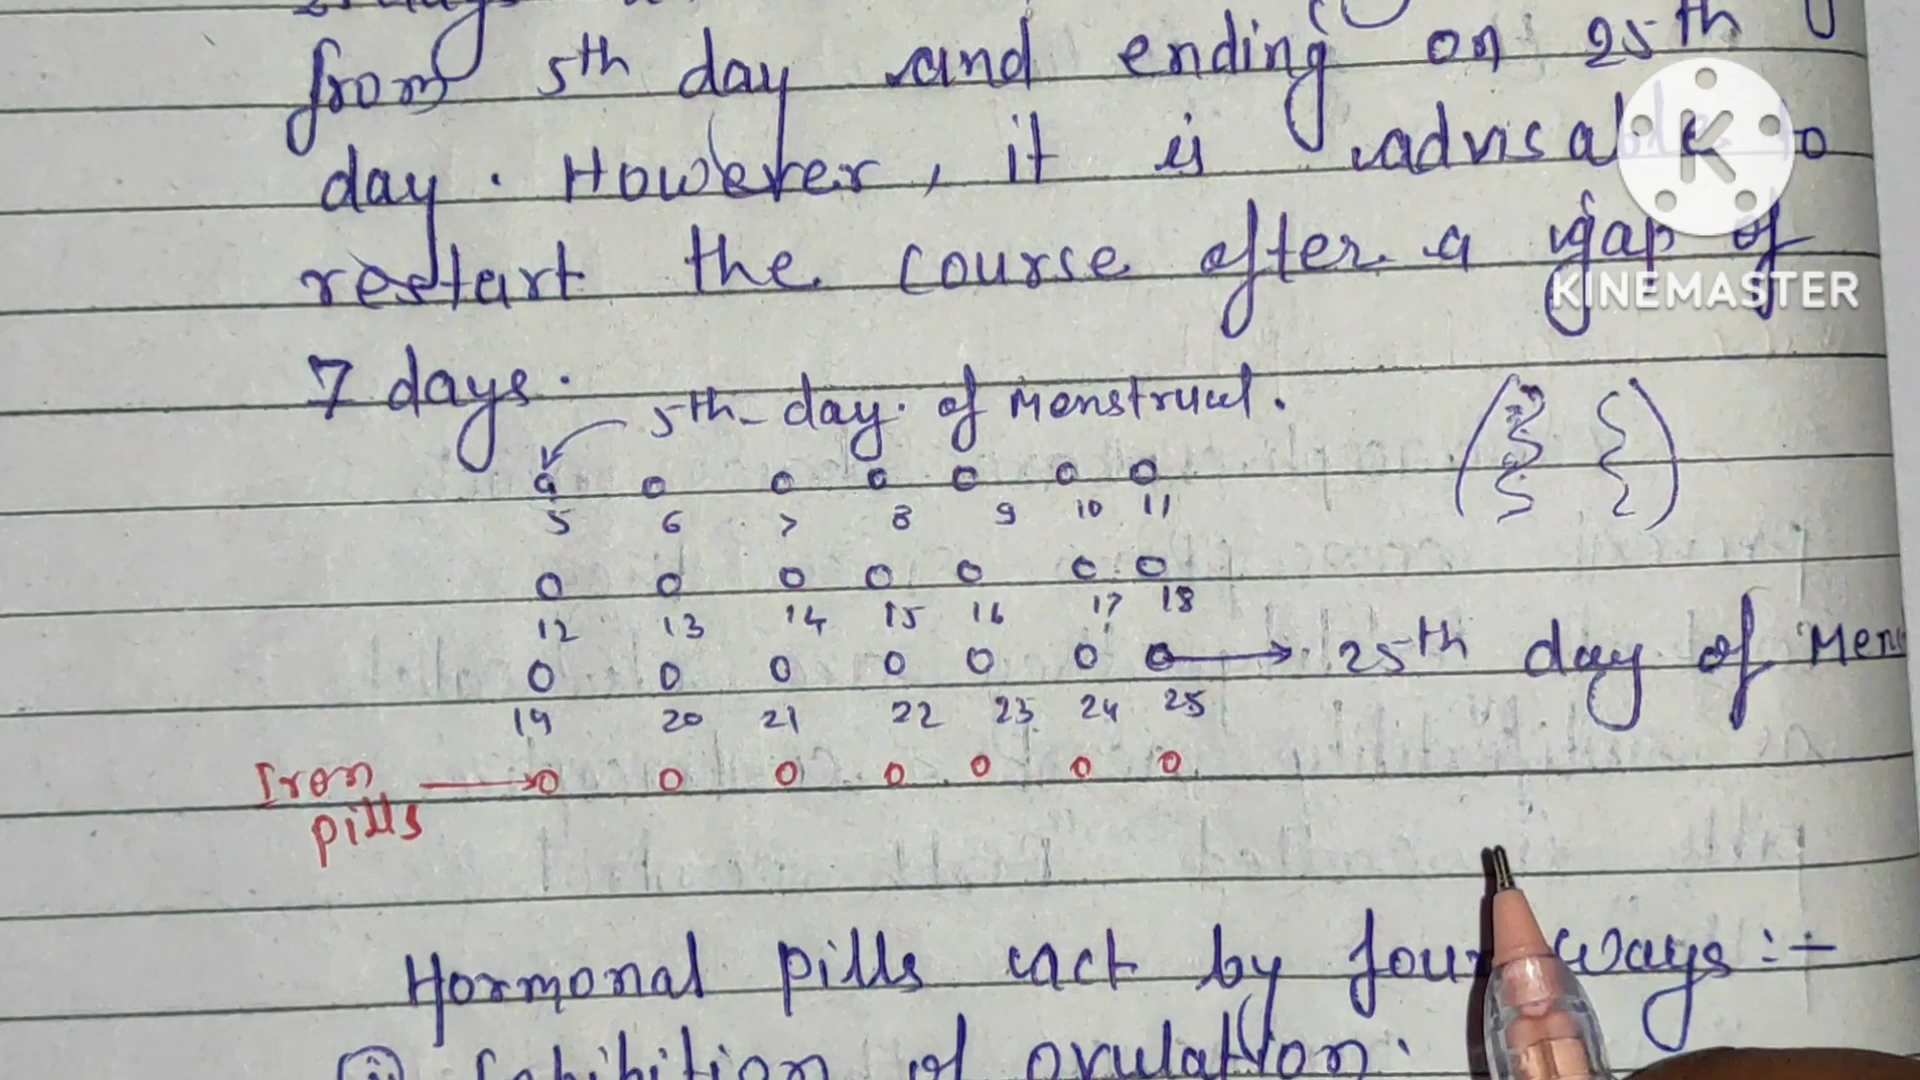 from 5th day and ending on 25th
day. However, it is advisable to
restart the course after a gap of
KINEMASTER
7 days.
5th day of Menstrual.
5 6 7 8 9 10 11
12 13 14 15 16 17 18
25th day of Men
19 20 21 22 23 24 25
Iron
pills
Hormonal pills act by four ways :-
of ovulation.